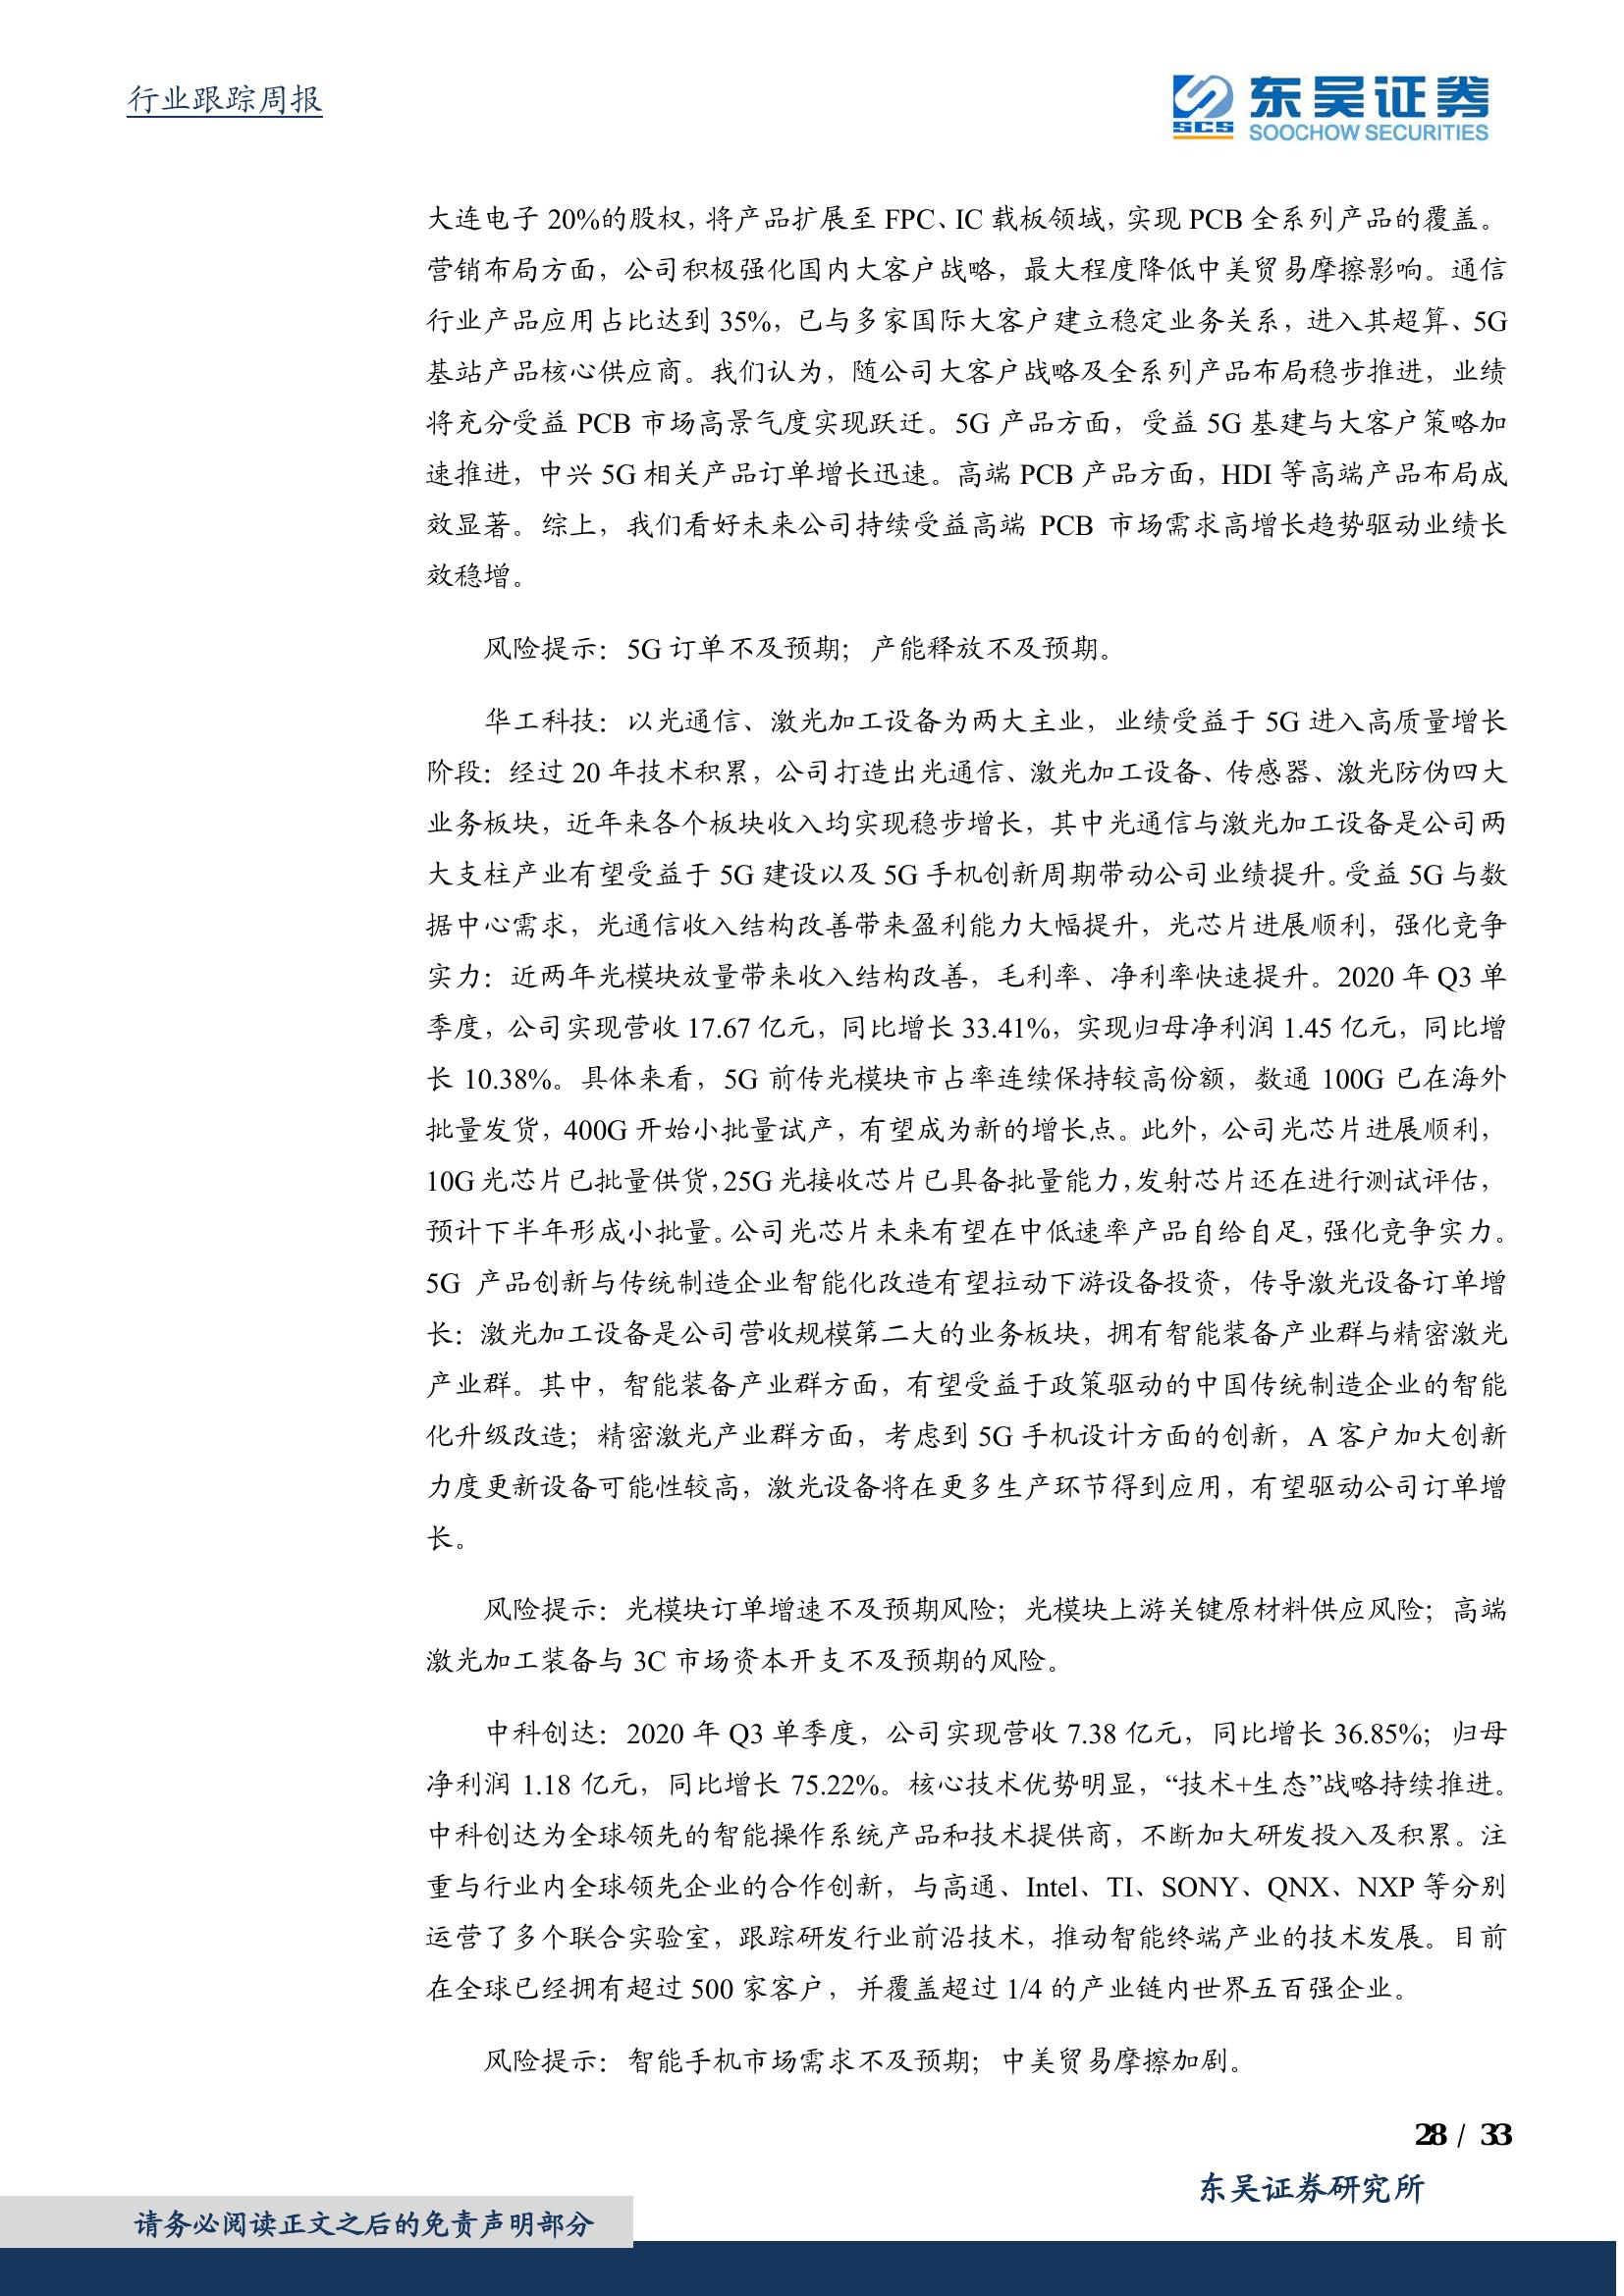 行业跟踪周报
东吴证券
SCS
SOOCHOW SECURITIES
大连电子 20%的股权，将产品扩展至 FPC、IC 载板领域，实现 PCB 全系列产品的覆盖。
营销布局方面，公司积极强化国内大客户战略，最大程度降低中美贸易摩擦影响。通信
行业产品应用占比达到 35%，已与多家国际大客户建立稳定业务关系，进入其超算、5G
基站产品核心供应商。我们认为，随公司大客户战略及全系列产品布局稳步推进，业绩
将充分受益 PCB 市场高景气度实现跃迁。5G 产品方面，受益 5G 基建与大客户策略加
速推进，中兴 5G 相关产品订单增长迅速。高端 PCB 产品方面，HDI 等高端产品布局成
效显著。综上，我们看好未来公司持续受益高端 PCB 市场需求高增长趋势驱动业绩长
效稳增。
风险提示：5G 订单不及预期；产能释放不及预期。
华工科技：以光通信、激光加工设备为两大主业，业绩受益于 5G 进入高质量增长
阶段：经过 20 年技术积累，公司打造出光通信、激光加工设备、传感器、激光防伪四大
业务板块，近年来各个板块收入均实现稳步增长，其中光通信与激光加工设备是公司两
大支柱产业有望受益于 5G 建设以及 5G 手机创新周期带动公司业绩提升。受益 5G 与数
据中心需求，光通信收入结构改善带来盈利能力大幅提升，光芯片进展顺利，强化竞争
实力：近两年光模块放量带来收入结构改善，毛利率、净利率快速提升。2020 年 Q3 单
季度，公司实现营收 17.67 亿元，同比增长 33.41%，实现归母净利润 1.45 亿元，同比增
长 10.38%。具体来看，5G 前传光模块市占率连续保持较高份额，数通 100G 已在海外
批量发货，400G 开始小批量试产，有望成为新的增长点。此外，公司光芯片进展顺利，
10G 光芯片已批量供货，25G 光接收芯片已具备批量能力，发射芯片还在进行测试评估，
预计下半年形成小批量。公司光芯片未来有望在中低速率产品自给自足，强化竞争实力。
5G 产品创新与传统制造企业智能化改造有望拉动下游设备投资，传导激光设备订单增
长：激光加工设备是公司营收规模第二大的业务板块，拥有智能装备产业群与精密激光
产业群。其中，智能装备产业群方面，有望受益于政策驱动的中国传统制造企业的智能
化升级改造；精密激光产业群方面，考虑到 5G 手机设计方面的创新，A 客户加大创新
力度更新设备可能性较高，激光设备将在更多生产环节得到应用，有望驱动公司订单增
长。
风险提示：光模块订单增速不及预期风险；光模块上游关键原材料供应风险；高端
激光加工装备与 3C 市场资本开支不及预期的风险。
中科创达：2020 年 Q3 单季度，公司实现营收 7.38 亿元，同比增长 36.85%；归母
净利润 1.18 亿元，同比增长 75.22%。核心技术优势明显，“技术+生态”战略持续推进。
中科创达为全球领先的智能操作系统产品和技术提供商，不断加大研发投入及积累。注
重与行业内全球领先企业的合作创新，与高通、Intel、TI、SONY、QNX、NXP 等分别
运营了多个联合实验室，跟踪研发行业前沿技术，推动智能终端产业的技术发展。目前
在全球已经拥有超过 500 家客户，并覆盖超过 1/4 的产业链内世界五百强企业。
风险提示：智能手机市场需求不及预期；中美贸易摩擦加剧。
28 / 33
东吴证券研究所
请务必阅读正文之后的免责声明部分